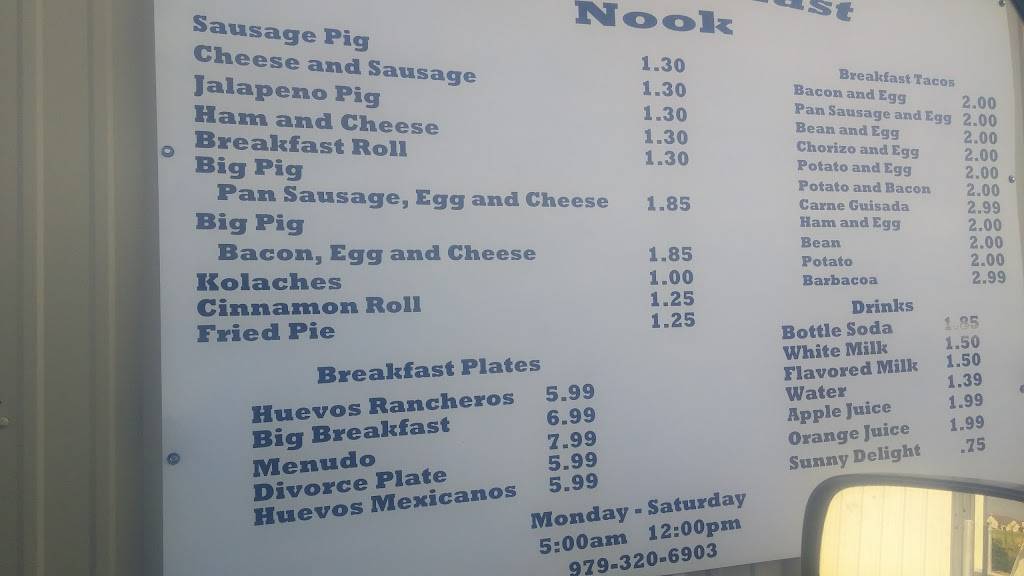 Nook
Sausage Pig 1.30
Cheese and Sausage 1.30
Jalapeno Pig 1.30
Ham and Cheese 1.30
Breakfast Roll 1.30
Big Pig
Pan Sausage, Egg and Cheese 1.85
Big Pig
Bacon, Egg and Cheese 1.85
Kolaches 1.00
Cinnamon Roll 1.25
Fried Pie 1.25
Breakfast Plates
Huevos Rancheros 5.99
Big Breakfast 6.99
Menudo 7.99
Divorce Plate 5.99
Huevos Mexicanos 5.99
Breakfast Tacos
Bacon and Egg 2.00
Pan Sausage and Egg 2.00
Bean and Egg 2.00
Chorizo and Egg 2.00
Potato and Egg 2.00
Potato and Bacon 2.00
Carne Guisada 2.99
Ham and Egg 2.00
Bean 2.00
Potato 2.00
Barbacoa 2.99
Drinks
Bottle Soda 1.85
White Milk 1.50
Flavored Milk 1.50
Water 1.39
Apple Juice 1.99
Orange Juice 1.99
Sunny Delight .75
Monday - Saturday
5:00am 12:00pm
979-320-6903